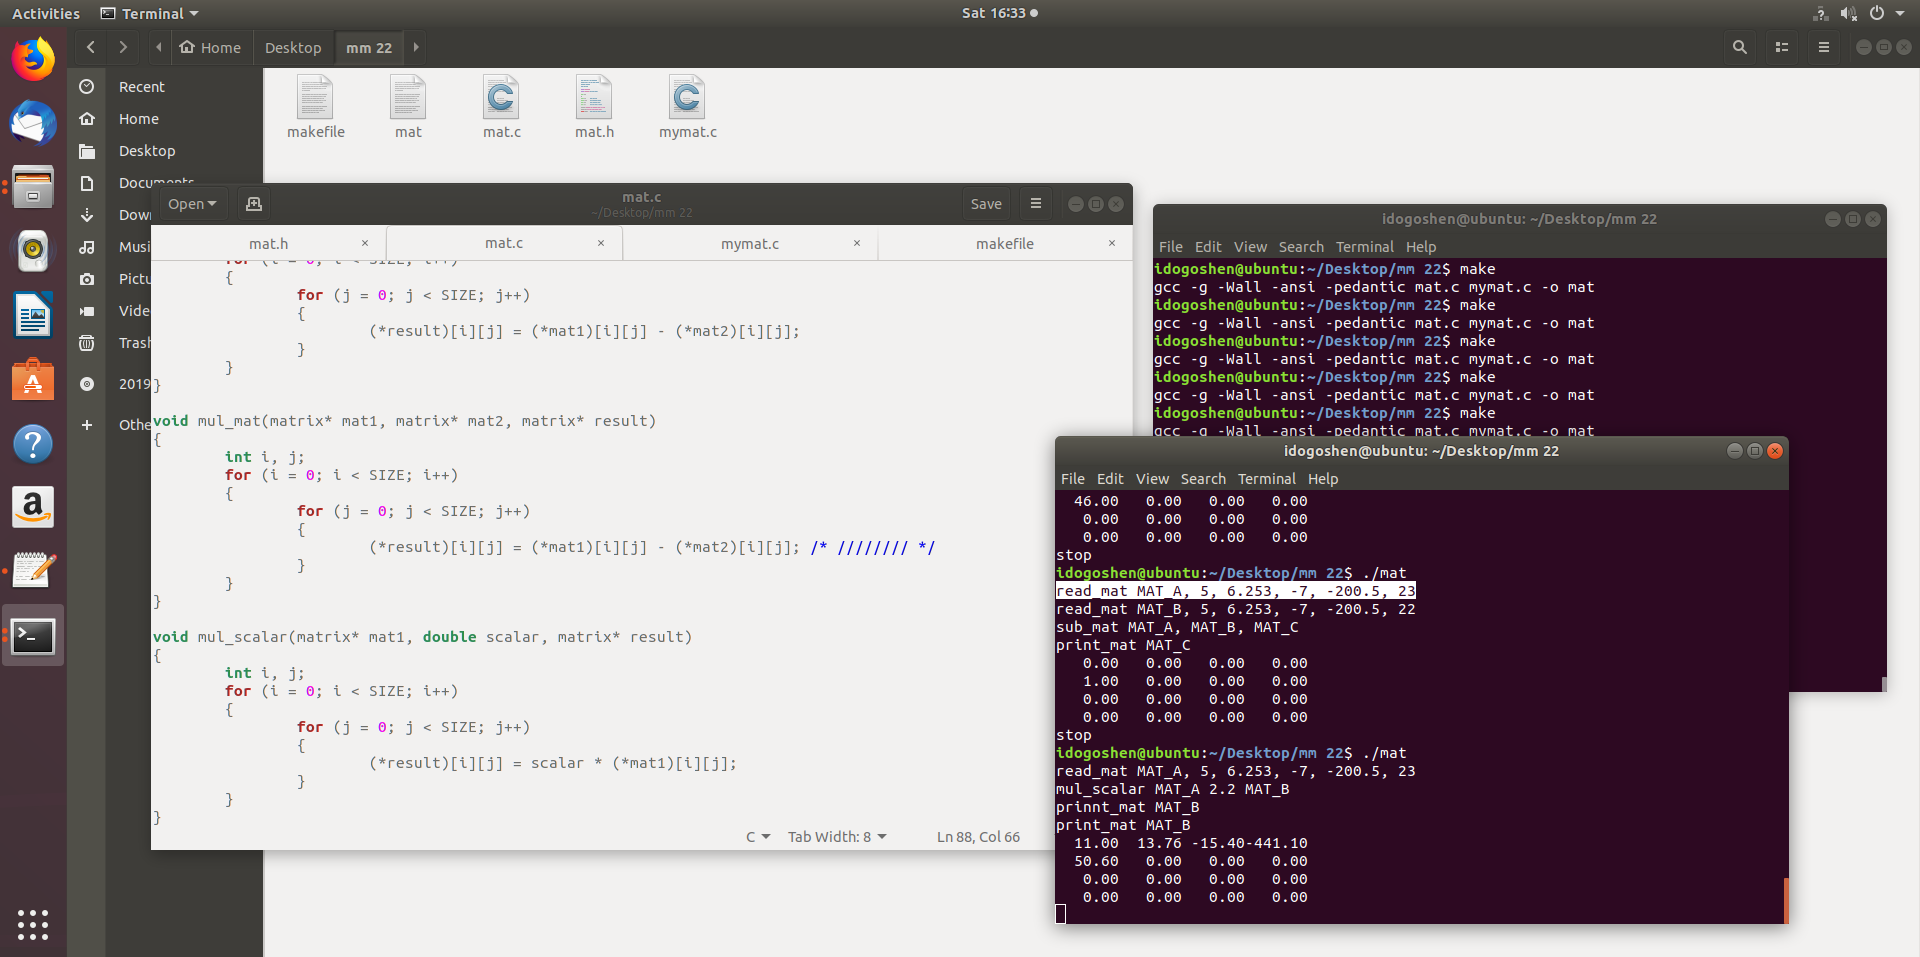 Activities Terminal Sat 16:33
Home Desktop mm 22
Recent
Home
Desktop
Documents
Dow
Musi
Pictu
Vide
Trash
2019
Othe
makefile mat mat.c mat.h mymat.c
Open mat.c Save
~/Desktop/mm 22
mat.h × mat.c × mymat.c × makefile ×
for (i = 0; i < SIZE; i++)
{
for (j = 0; j < SIZE; j++)
{
(*result)[i][j] = (*mat1)[i][j] - (*mat2)[i][j];
}
}
}
void mul_mat(matrix* mat1, matrix* mat2, matrix* result)
{
int i, j;
for (i = 0; i < SIZE; i++)
{
for (j = 0; j < SIZE; j++)
{
(*result)[i][j] = (*mat1)[i][j] - (*mat2)[i][j]; /* //////// */
}
}
}
void mul_scalar(matrix* mat1, double scalar, matrix* result)
{
int i, j;
for (i = 0; i < SIZE; i++)
{
for (j = 0; j < SIZE; j++)
{
(*result)[i][j] = scalar * (*mat1)[i][j];
}
}
}
C Tab Width: 8 Ln 88, Col 66
idogoshen@ubuntu: ~/Desktop/mm 22
File Edit View Search Terminal Help
idogoshen@ubuntu:~/Desktop/mm 22$ make
gcc -g -Wall -ansi -pedantic mat.c mymat.c -o mat
idogoshen@ubuntu:~/Desktop/mm 22$ make
gcc -g -Wall -ansi -pedantic mat.c mymat.c -o mat
idogoshen@ubuntu:~/Desktop/mm 22$ make
gcc -g -Wall -ansi -pedantic mat.c mymat.c -o mat
idogoshen@ubuntu:~/Desktop/mm 22$ make
gcc -g -Wall -ansi -pedantic mat.c mymat.c -o mat
idogoshen@ubuntu:~/Desktop/mm 22$ make
gcc -g -Wall -ansi -pedantic mat.c mymat.c -o mat
idogoshen@ubuntu: ~/Desktop/mm 22
File Edit View Search Terminal Help
46.00 0.00 0.00 0.00
0.00 0.00 0.00 0.00
0.00 0.00 0.00 0.00
stop
idogoshen@ubuntu:~/Desktop/mm 22$ ./mat
read_mat MAT_A, 5, 6.253, -7, -200.5, 23
read_mat MAT_B, 5, 6.253, -7, -200.5, 22
sub_mat MAT_A, MAT_B, MAT_C
print_mat MAT_C
0.00 0.00 0.00 0.00
1.00 0.00 0.00 0.00
0.00 0.00 0.00 0.00
0.00 0.00 0.00 0.00
stop
idogoshen@ubuntu:~/Desktop/mm 22$ ./mat
read_mat MAT_A, 5, 6.253, -7, -200.5, 23
mul_scalar MAT_A 2.2 MAT_B
prinnt_mat MAT_B
print_mat MAT_B
11.00 13.76 -15.40-441.10
50.60 0.00 0.00 0.00
0.00 0.00 0.00 0.00
0.00 0.00 0.00 0.00